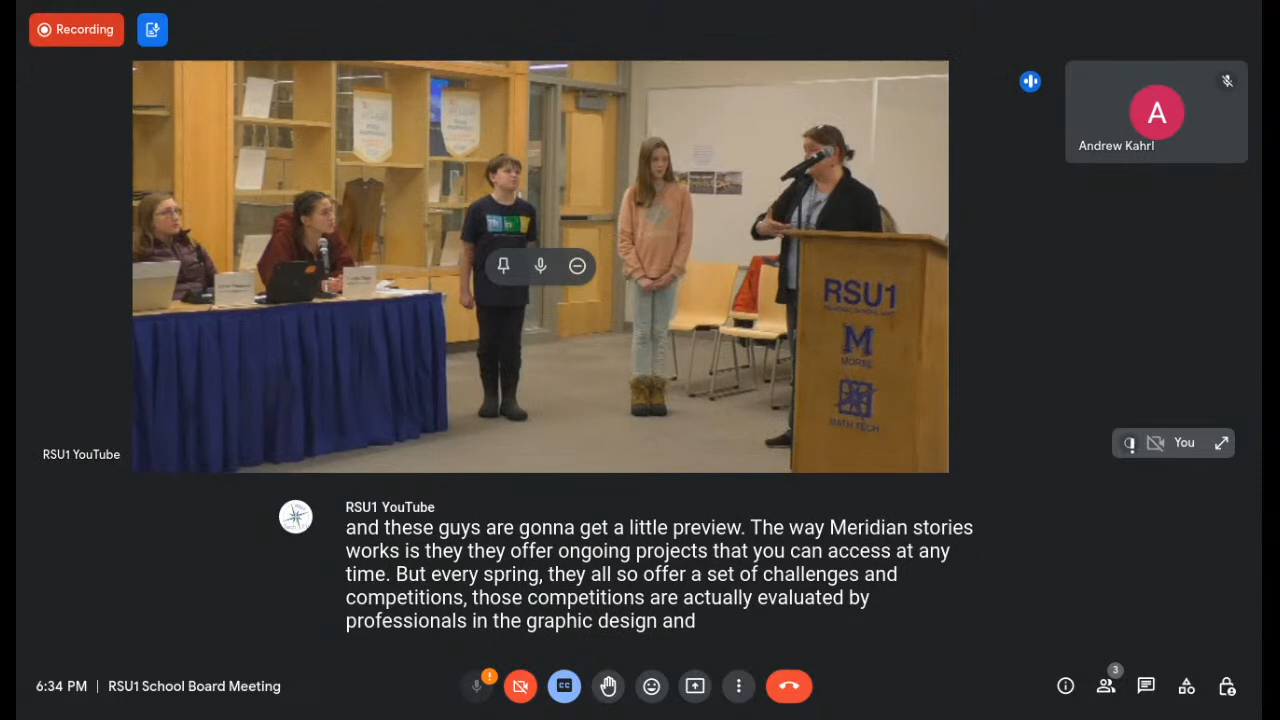 Recording
A
Andrew Kahrl
RSU1
M
MORSE
BATH TECH
RSU1 YouTube
You
RSU1 YouTube
and these guys are gonna get a little preview. The way Meridian stories
works is they they offer ongoing projects that you can access at any
time. But every spring, they all so offer a set of challenges and
competitions, those competitions are actually evaluated by
professionals in the graphic design and
6:34 PM | RSU1 School Board Meeting
CC
!
3